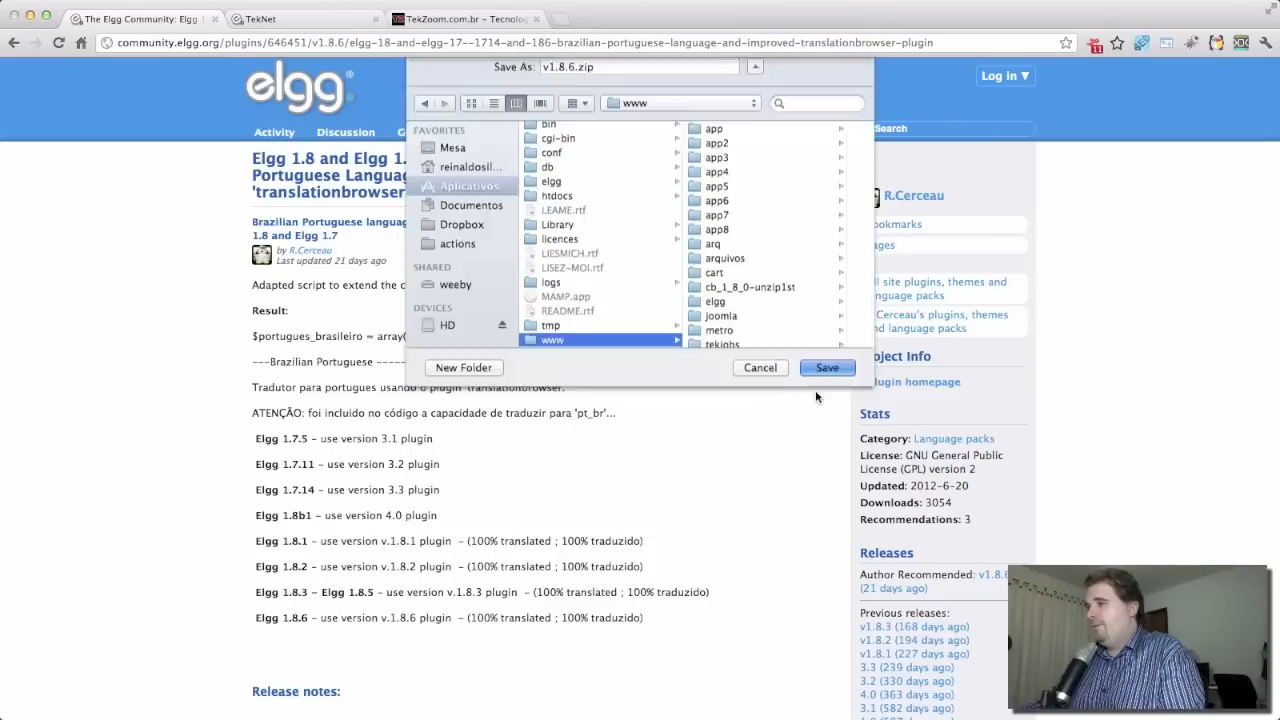 The Elgg Community: Elgg 1
TekNet
TekZoom.com.br – Tecnolog
community.elgg.org/plugins/646451/v1.8.6/elgg-18-and-elgg-17--1714-and-186-brazilian-portuguese-language-and-improved-translationbrowser-plugin
11
elgg
Log in ▼
Activity
Discussion
G
Search
Save As: v1.8.6.zip
www
FAVORITES
Mesa
reinaldosil...
Aplicativos
Documentos
Dropbox
actions
SHARED
weeby
DEVICES
HD
bin
cgi-bin
conf
db
elgg
htdocs
LEAME.rtf
Library
licences
LIESMICH.rtf
LISEZ-MOI.rtf
logs
MAMP.app
README.rtf
tmp
www
app
app2
app3
app4
app5
app6
app7
app8
arq
arquivos
cart
cb_1_8_0-unzip1st
elgg
joomla
metro
tekjobs
New Folder
Cancel
Save
Elgg 1.8 and Elgg 1.
Portuguese Langua
'translationbrowser
Brazilian Portuguese langua
1.8 and Elgg 1.7
by R.Cerceau
Last updated 21 days ago
Adapted script to extend the c
Result:
$portugues_brasileiro = array(
---Brazilian Portuguese ----
Tradutor para portugues usando o plugin 'translationbrowser.
ATENÇÃO: foi incluido no código a capacidade de traduzir para 'pt_br'...
Elgg 1.7.5 – use version 3.1 plugin
Elgg 1.7.11 – use version 3.2 plugin
Elgg 1.7.14 – use version 3.3 plugin
Elgg 1.8b1 – use version 4.0 plugin
Elgg 1.8.1 – use version v.1.8.1 plugin – (100% translated ; 100% traduzido)
Elgg 1.8.2 – use version v.1.8.2 plugin – (100% translated ; 100% traduzido)
Elgg 1.8.3 – Elgg 1.8.5 – use version v.1.8.3 plugin – (100% translated ; 100% traduzido)
Elgg 1.8.6 – use version v.1.8.6 plugin – (100% translated ; 100% traduzido)
Release notes:
R.Cerceau
ookmarks
ages
ll site plugins, themes and
nguage packs
Cerceau's plugins, themes
nd language packs
oject Info
lugin homepage
Stats
Category: Language packs
License: GNU General Public
License (GPL) version 2
Updated: 2012-6-20
Downloads: 3054
Recommendations: 3
Releases
Author Recommended: v1.8.6
(21 days ago)
Previous releases:
v1.8.3 (168 days ago)
v1.8.2 (194 days ago)
v1.8.1 (227 days ago)
3.3 (239 days ago)
3.2 (330 days ago)
4.0 (363 days ago)
3.1 (582 days ago)